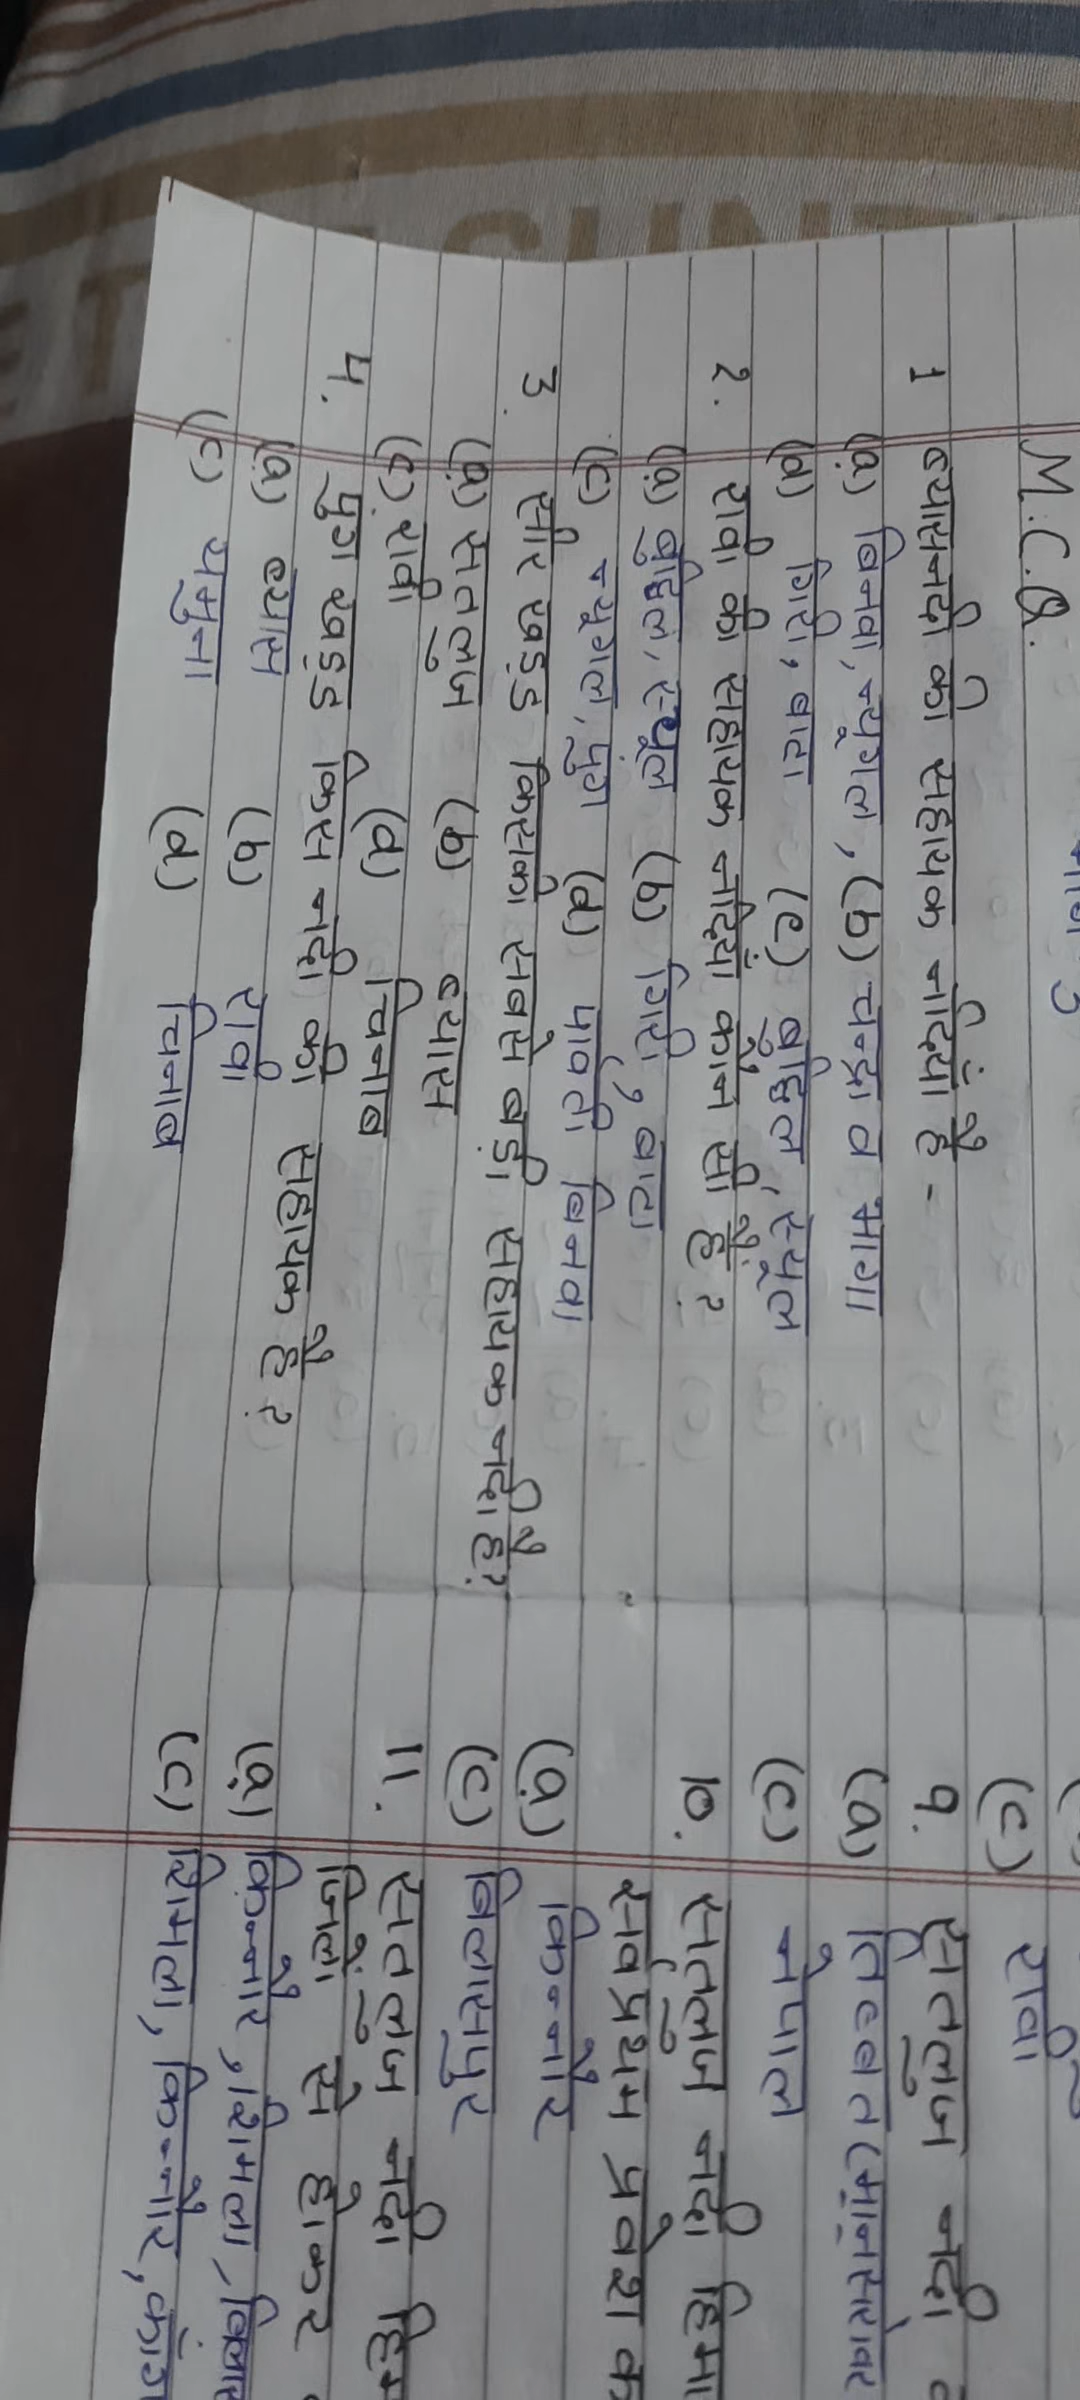 M.C.Q.
1 ब्यास नदी की सहायक नदियां है -
(a) बिनवा, न्यूगल, (b) चन्द्रा व भागा
(d) गिरी, बाटा (c) बुद्धिल, स्यूल
2. रावी की सहायक नदियां कौन सी है ?
(a) बुद्धिल, स्यूल (b) गिरी, बाटा
(c) न्यूगल, पुंग (d) पार्वती बिनवा
3. सीर खड्ड किसकी सबसे बड़ी सहायक नदी है?
(a) सतलुज (b) ब्यास
(c) रावी (d) चिनाब
4. पुंग खड्ड किस नदी की सहायक है ?
(a) ब्यास (b) रावी
(c) यमुना (d) चिनाब
(c) रावी
9. सतलुज नदी
(a) तिब्बत (मानसरोवर
(c) नेपाल
10. सतलुज नदी
सर्वप्रथम प्रवेश
(a) किन्नौर
(c) बिलासपुर
11. सतलुज नदी
जिलों से होकर
(a) किन्नौर, शिमला,
(c) शिमला, किन्नौर,